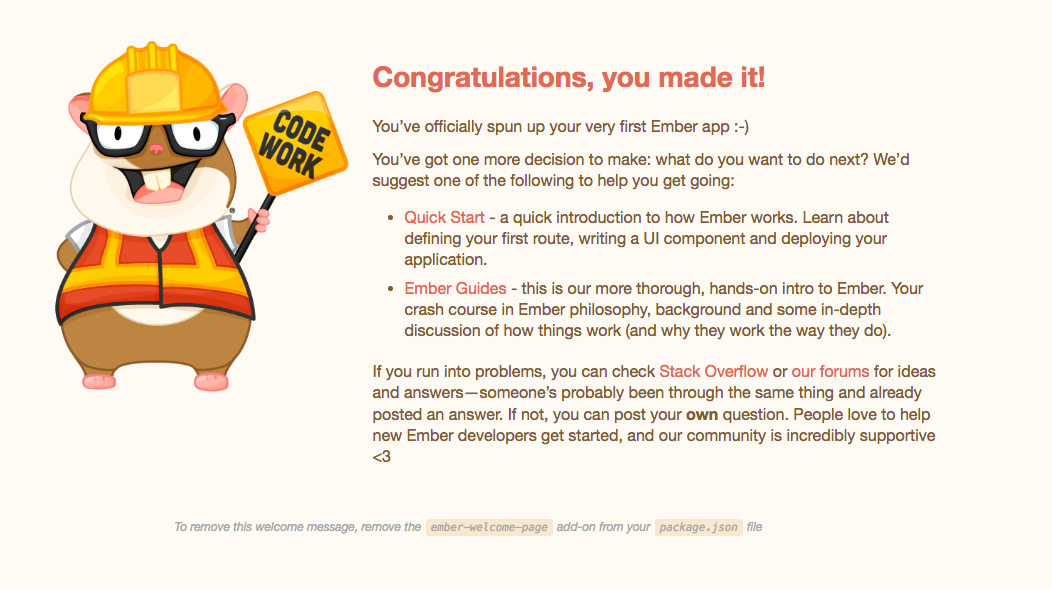 CODE
WORK
Congratulations, you made it!
You’ve officially spun up your very first Ember app :-)
You’ve got one more decision to make: what do you want to do next? We’d
suggest one of the following to help you get going:
• Quick Start - a quick introduction to how Ember works. Learn about
defining your first route, writing a UI component and deploying your
application.
• Ember Guides - this is our more thorough, hands-on intro to Ember. Your
crash course in Ember philosophy, background and some in-depth
discussion of how things work (and why they work the way they do).
If you run into problems, you can check Stack Overflow or our forums for ideas
and answers—someone’s probably been through the same thing and already
posted an answer. If not, you can post your own question. People love to help
new Ember developers get started, and our community is incredibly supportive
<3
To remove this welcome message, remove the ember-welcome-page add-on from your package.json file